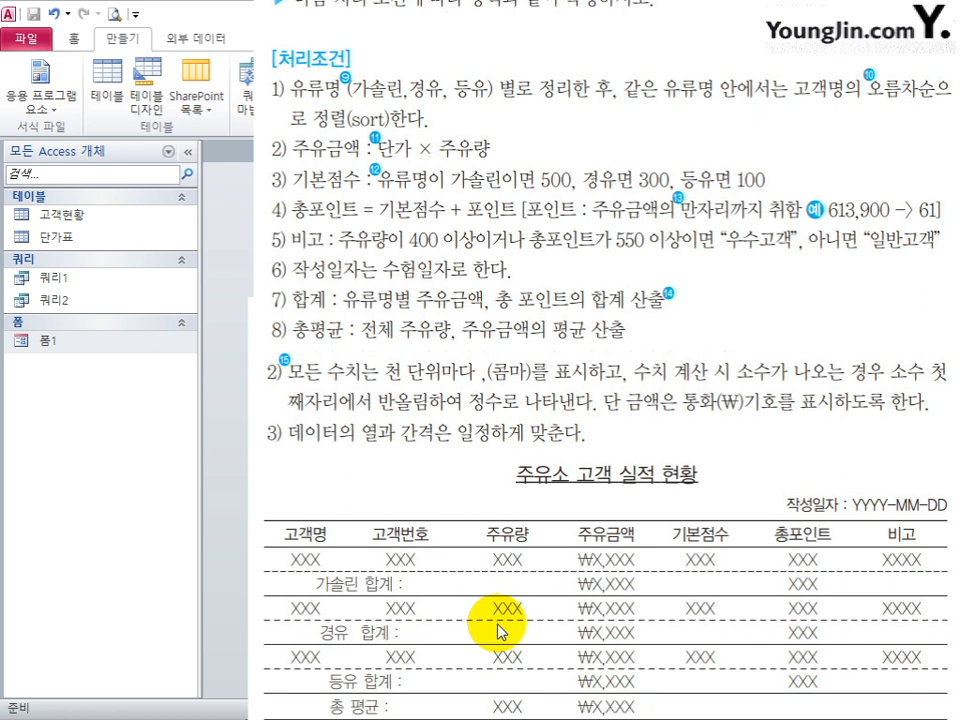 파일 홈 만들기 외부 데이터
응용 프로그램 요소
테이블
테이블 디자인
SharePoint 목록
서식 파일 테이블
모든 Access 개체
검색...
테이블
고객현황
단가표
쿼리
쿼리1
쿼리2
폼
폼1
준비
Younglin.com Y.
[처리조건]
1) 유류명⑨(가솔린,경유, 등유) 별로 정리한 후, 같은 유류명 안에서는 고객명의 ⑩오름차순으
로 정렬(sort)한다.
2) 주유금액 : ⑪단가 × 주유량
3) 기본점수 : ⑫유류명이 가솔린이면 500, 경유면 300, 등유면 100
4) 총포인트 = 기본점수 + 포인트 [포인트 : 주유금액의 ⑬만자리까지 취함 예 613,900 -> 61]
5) 비고 : 주유량이 400 이상이거나 총포인트가 550 이상이면 “우수고객”, 아니면 “일반고객”
6) 작성일자는 수험일자로 한다.
7) 합계 : 유류명별 주유금액, 총 포인트의 합계 산출⑭
8) 총평균 : 전체 주유량, 주유금액의 평균 산출
2) ⑮모든 수치는 천 단위마다 ,(콤마)를 표시하고, 수치 계산 시 소수가 나오는 경우 소수 첫
째자리에서 반올림하여 정수로 나타낸다. 단 금액은 통화(₩)기호를 표시하도록 한다.
3) 데이터의 열과 간격은 일정하게 맞춘다.
주유소 고객 실적 현황
작성일자 : YYYY-MM-DD
고객명 고객번호 주유량 주유금액 기본점수 총포인트 비고
XXX XXX XXX ₩X,XXX XXX XXX XXXX
가솔린 합계 : ₩X,XXX XXX
XXX XXX XXX ₩X,XXX XXX XXX XXXX
경유 합계 : ₩X,XXX XXX
XXX XXX XXX ₩X,XXX XXX XXX XXXX
등유 합계 : ₩X,XXX XXX
총 평균 : XXX ₩X,XXX